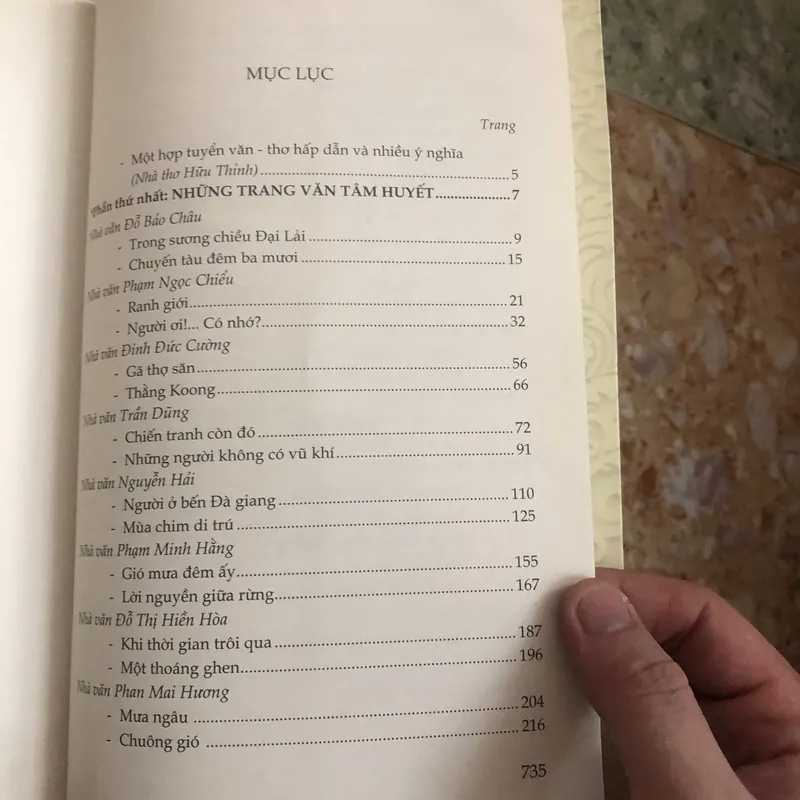 MỤC LỤC
Trang
- Một hợp tuyển văn - thơ hấp dẫn và nhiều ý nghĩa
(Nhà thơ Hữu Thỉnh)..........5
Phần thứ nhất: NHỮNG TRANG VĂN TÂM HUYẾT..........7
Nhà văn Đỗ Bảo Châu
- Trong sương chiều Đại Lải..........9
- Chuyến tàu đêm ba mươi..........15
Nhà văn Phạm Ngọc Chiểu
- Ranh giới..........21
- Người ơi!... Có nhớ?..........32
Nhà văn Đinh Đức Cường
- Gã thợ săn..........56
- Thằng Koong..........66
Nhà văn Trần Dũng
- Chiến tranh còn đó..........72
- Những người không có vũ khí..........91
Nhà văn Nguyễn Hải
- Người ở bến Đà giang..........110
- Mùa chim di trú..........125
Nhà văn Phạm Minh Hằng
- Gió mưa đêm ấy..........155
- Lời nguyền giữa rừng..........167
Nhà văn Đỗ Thị Hiền Hòa
- Khi thời gian trôi qua..........187
- Một thoáng ghen..........196
Nhà văn Phan Mai Hương
- Mưa ngâu..........204
- Chuông gió..........216
735